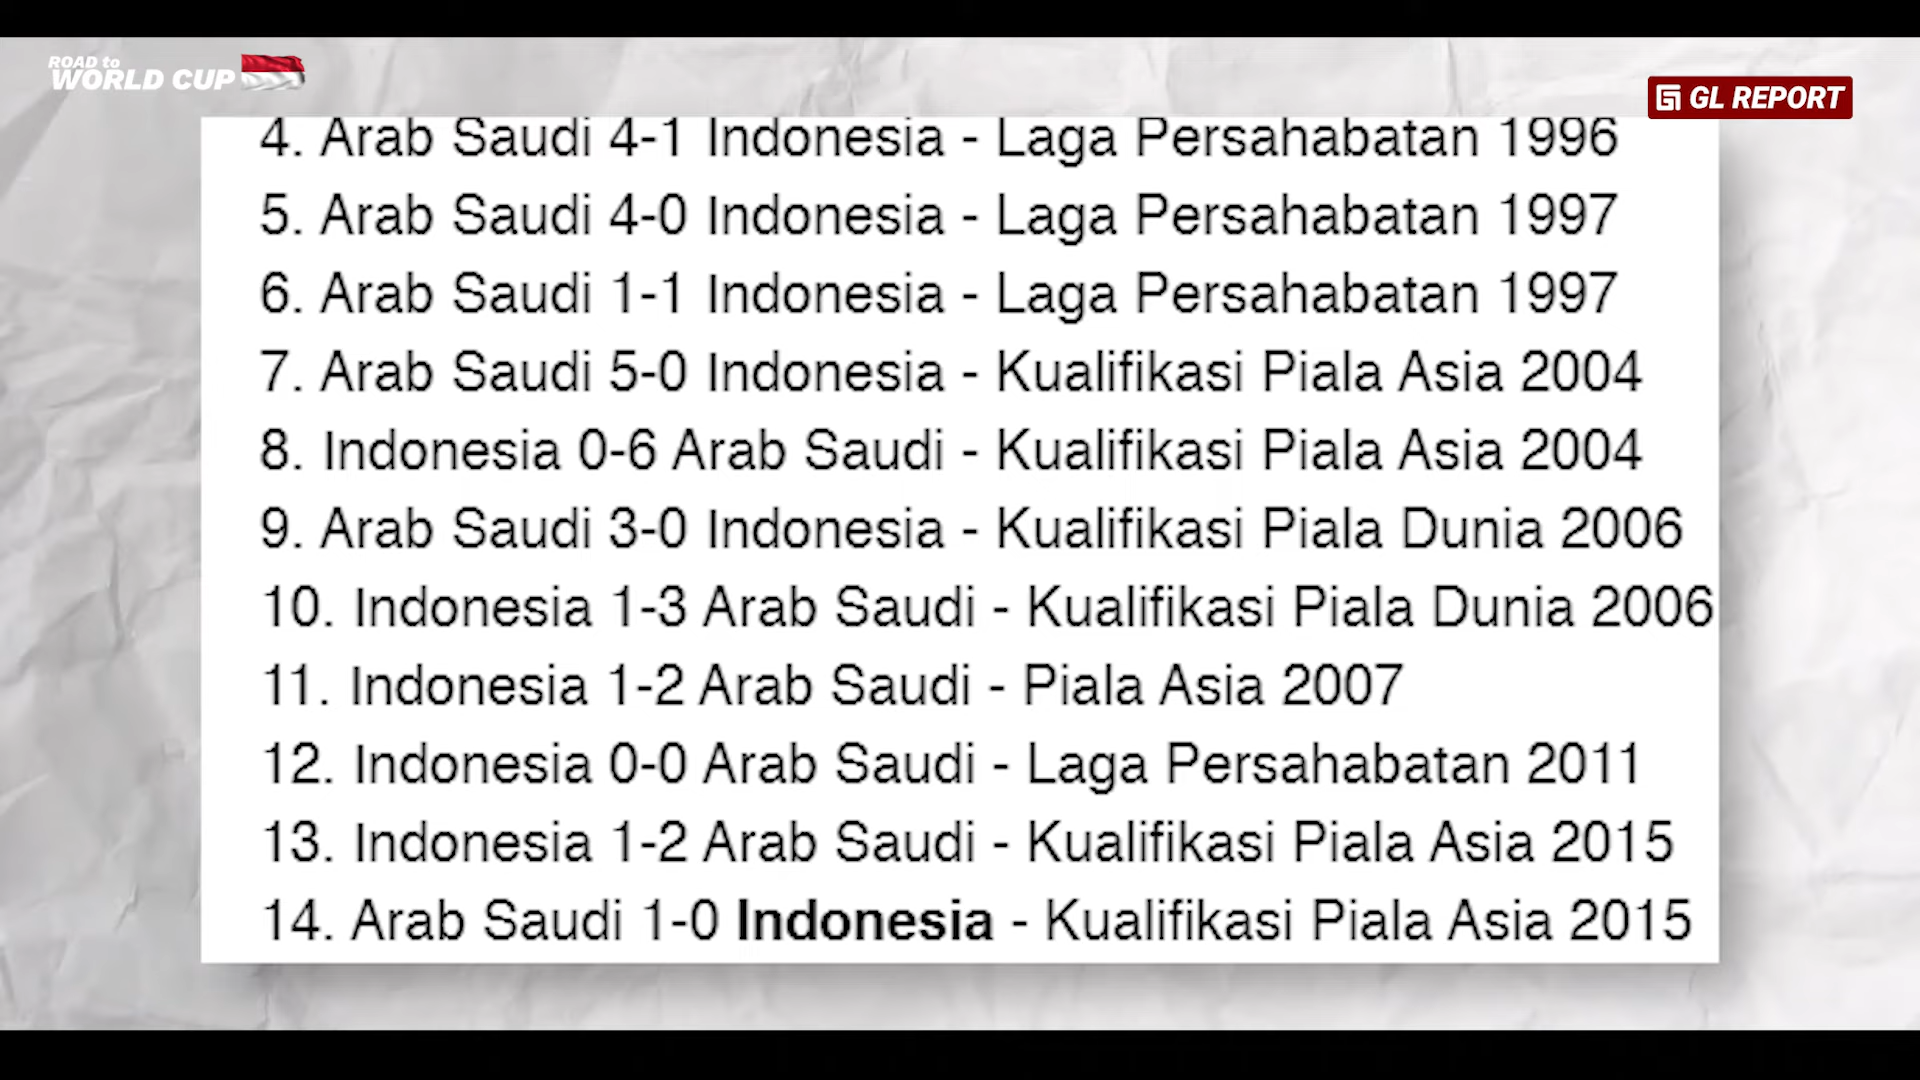 ROAD to
WORLD CUP
GL REPORT
4. Arab Saudi 4-1 Indonesia - Laga Persahabatan 1996
5. Arab Saudi 4-0 Indonesia - Laga Persahabatan 1997
6. Arab Saudi 1-1 Indonesia - Laga Persahabatan 1997
7. Arab Saudi 5-0 Indonesia - Kualifikasi Piala Asia 2004
8. Indonesia 0-6 Arab Saudi - Kualifikasi Piala Asia 2004
9. Arab Saudi 3-0 Indonesia - Kualifikasi Piala Dunia 2006
10. Indonesia 1-3 Arab Saudi - Kualifikasi Piala Dunia 2006
11. Indonesia 1-2 Arab Saudi - Piala Asia 2007
12. Indonesia 0-0 Arab Saudi - Laga Persahabatan 2011
13. Indonesia 1-2 Arab Saudi - Kualifikasi Piala Asia 2015
14. Arab Saudi 1-0 Indonesia - Kualifikasi Piala Asia 2015